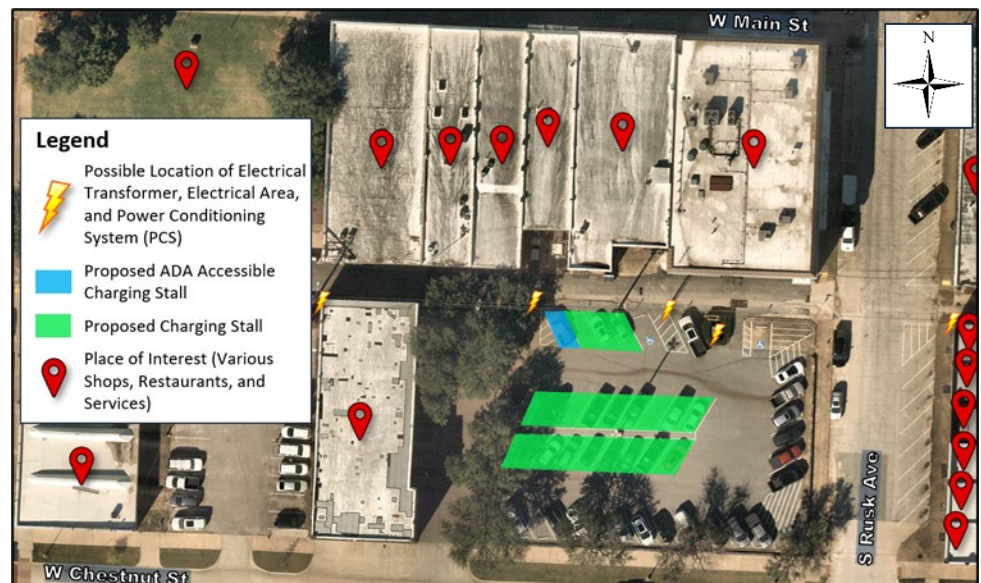 W Main St
N
Legend
Possible Location of Electrical
Transformer, Electrical Area,
and Power Conditioning
System (PCS)
Proposed ADA Accessible
Charging Stall
Proposed Charging Stall
Place of Interest (Various
Shops, Restaurants, and
Services)
S Rusk Ave
W Chestnut St